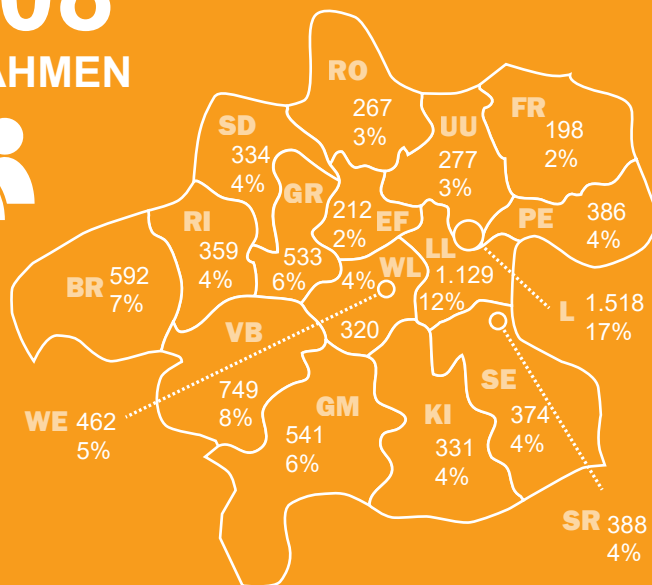 08
AHMEN
RO
267
3%
FR
198
2%
SD
334
4%
UU
277
3%
GR
533
6%
212
2%
EF
PE
386
4%
RI
359
4%
LL
1.129
12%
WL
4%
320
BR
592
7%
L
1.518
17%
VB
749
8%
SE
374
4%
GM
541
6%
KI
331
4%
WE
462
5%
SR
388
4%